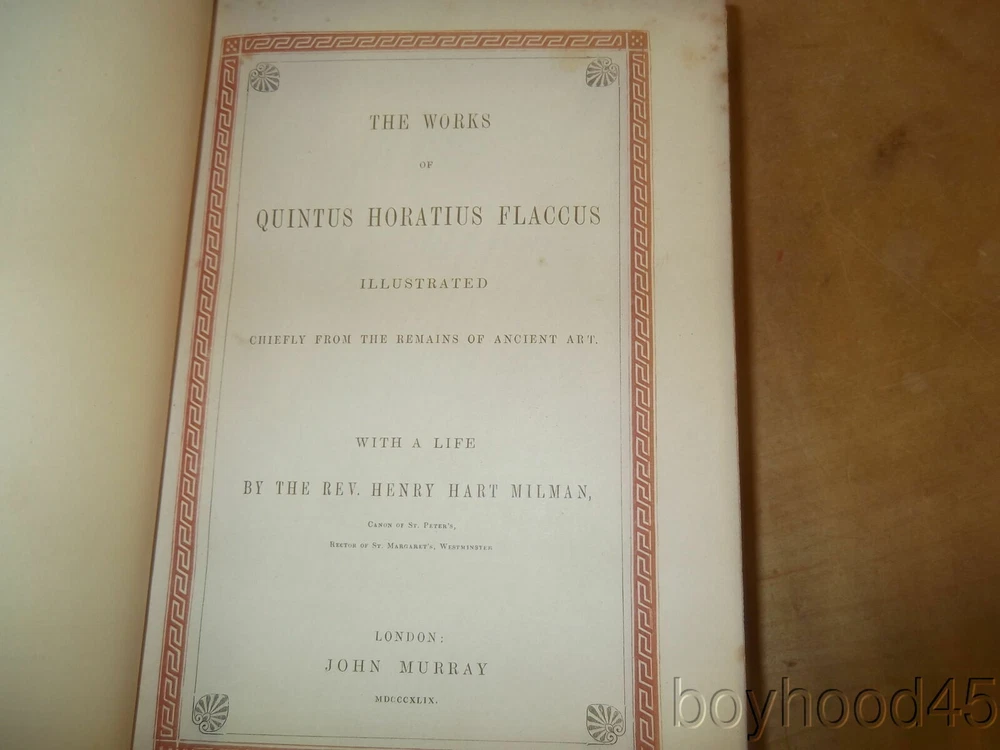 THE WORKS
OF
QUINTUS HORATIUS FLACCUS
ILLUSTRATED
CHIEFLY FROM THE REMAINS OF ANCIENT ART.
WITH A LIFE
BY THE REV. HENRY HART MILMAN,
CANON OF ST. PETER'S,
RECTOR OF ST. MARGARET'S, WESTMINSTER
LONDON:
JOHN MURRAY
MDCCCXLIX.
boyhood45